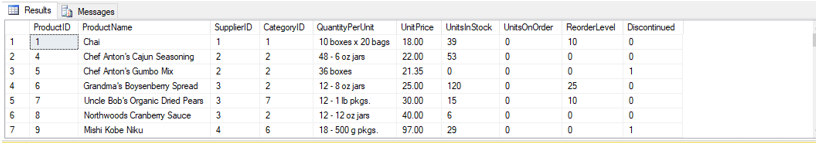 Results Messages
ProductID ProductName SupplierID CategoryID QuantityPerUnit UnitPrice UnitsInStock UnitsOnOrder ReorderLevel Discontinued
1 1 Chai 1 1 10 boxes x 20 bags 18.00 39 0 10 0
2 4 Chef Anton's Cajun Seasoning 2 2 48 - 6 oz jars 22.00 53 0 0 0
3 5 Chef Anton's Gumbo Mix 2 2 36 boxes 21.35 0 0 0 1
4 6 Grandma's Boysenberry Spread 3 2 12 - 8 oz jars 25.00 120 0 25 0
5 7 Uncle Bob's Organic Dried Pears 3 7 12 - 1 lb pkgs. 30.00 15 0 10 0
6 8 Northwoods Cranberry Sauce 3 2 12 - 12 oz jars 40.00 6 0 0 0
7 9 Mishi Kobe Niku 4 6 18 - 500 g pkgs. 97.00 29 0 0 1